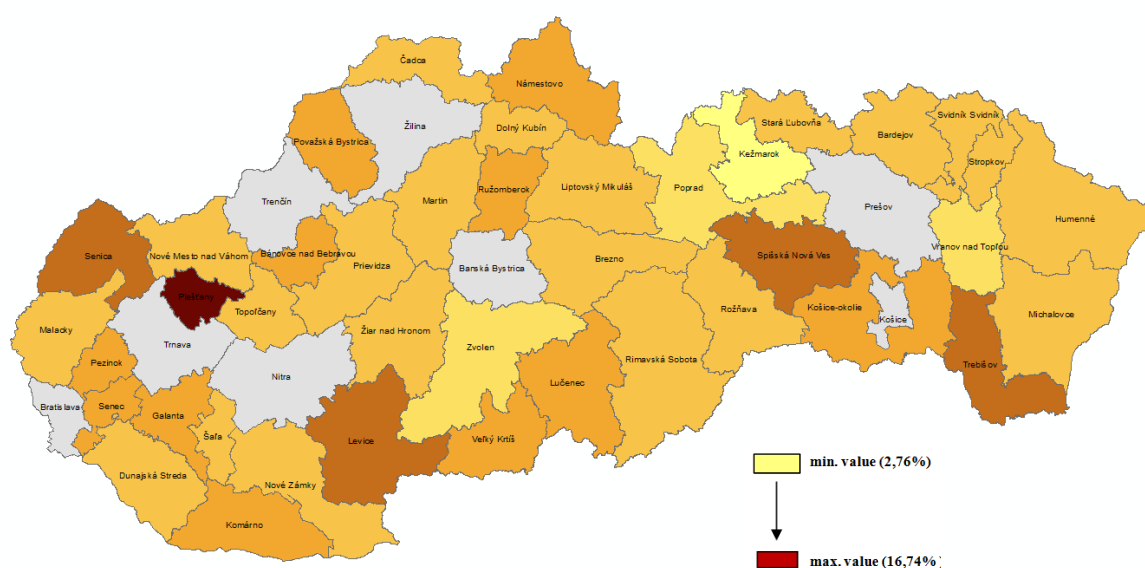 Čadca
Námestovo
Žilina
Dolný Kubín
Stará Ľubovňa
Svidník Svidník
Bardejov
Považská Bystrica
Kežmarok
Stropkov
Ružomberok
Liptovský Mikuláš
Poprad
Trenčín
Martin
Prešov
Humenné
Vranov nad Topľou
Senica
Nové Mesto nad Váhom
Bánovce nad Bebravou
Prievidza
Banská Bystrica
Brezno
Spišská Nová Ves
Piešťany
Topoľčany
Malacky
Žiar nad Hronom
Rožňava
Košice-okolie
Košice
Michalovce
Trnava
Zvolen
Rimavská Sobota
Pezinok
Nitra
Trebišov
Lučenec
Bratislava
Senec
Galanta
Šaľa
Levice
Veľký Krtíš
Dunajská Streda
Nové Zámky
Komárno
min. value (2,76%)
max. value (16,74%)